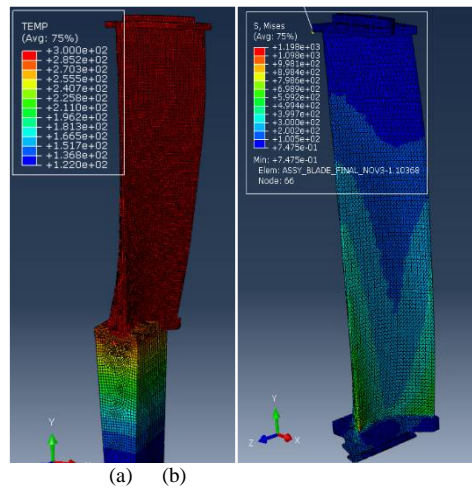 TEMP
(Avg: 75%)
+3.000e+02
+2.852e+02
+2.703e+02
+2.555e+02
+2.407e+02
+2.258e+02
+2.110e+02
+1.962e+02
+1.813e+02
+1.665e+02
+1.517e+02
+1.368e+02
+1.220e+02
Y
S, Mises
(Avg: 75%)
+1.198e+03
+1.098e+03
+9.981e+02
+8.984e+02
+7.986e+02
+6.989e+02
+5.992e+02
+4.994e+02
+3.997e+02
+3.000e+02
+2.002e+02
+1.005e+02
+7.475e-01
Min: +7.475e-01
Elem: ASSY_BLADE_FINAL_NOV3-1.10368
Node: 66
Y
Z
X
(a) (b)